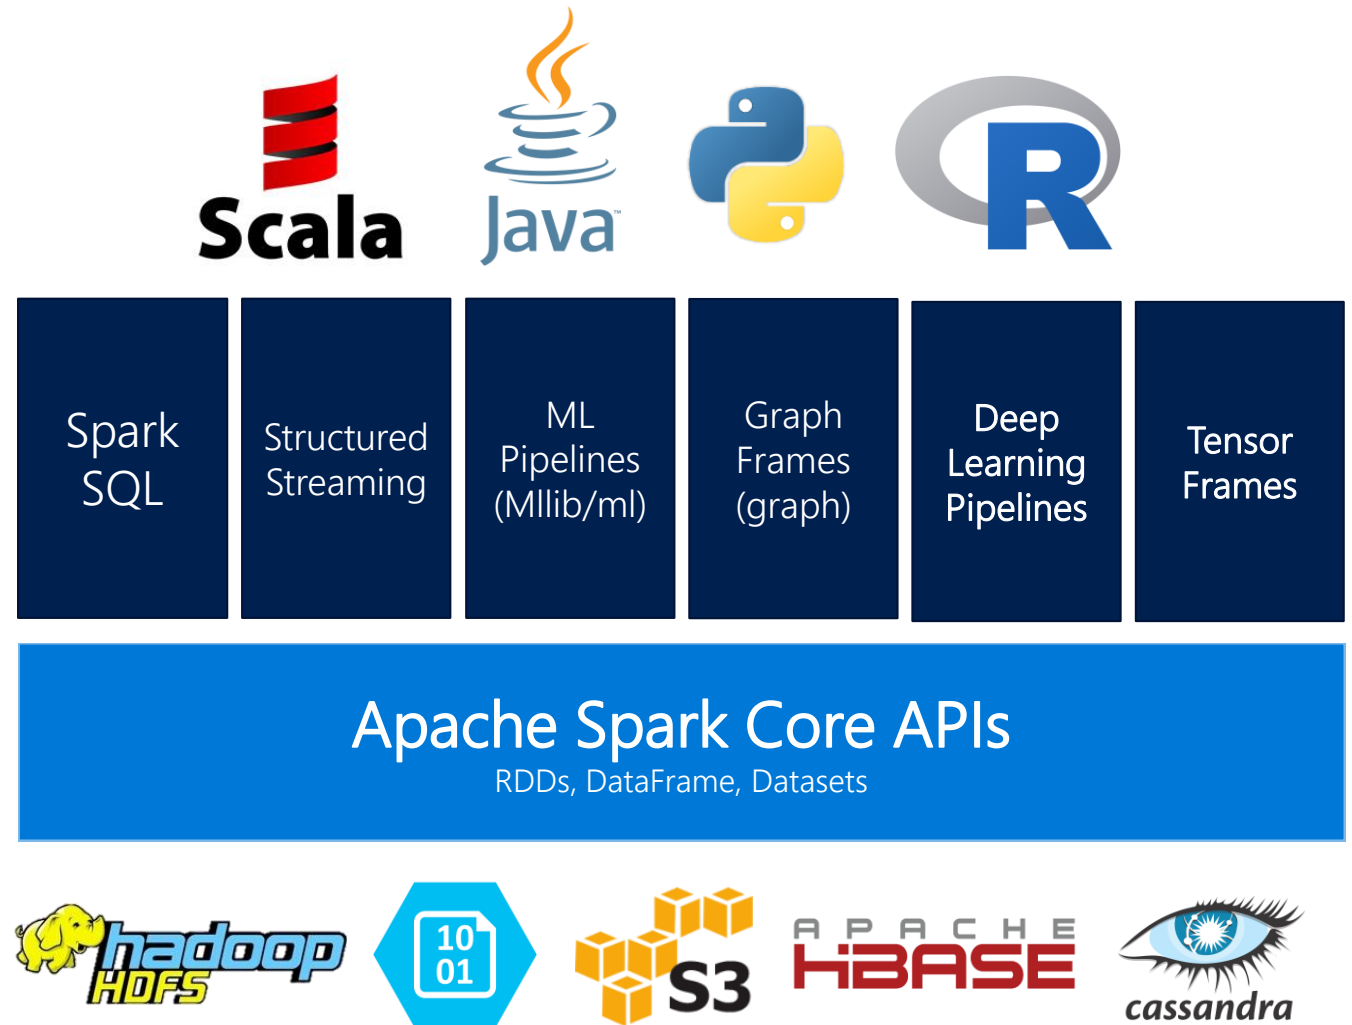 Scala
Java™
R
Spark
SQL
Structured
Streaming
ML
Pipelines
(Mllib/ml)
Graph
Frames
(graph)
Deep
Learning
Pipelines
Tensor
Frames
Apache Spark Core APIs
RDDs, DataFrame, Datasets
hadoop
HDFS
10
01
S3
APACHE
HBASE
cassandra